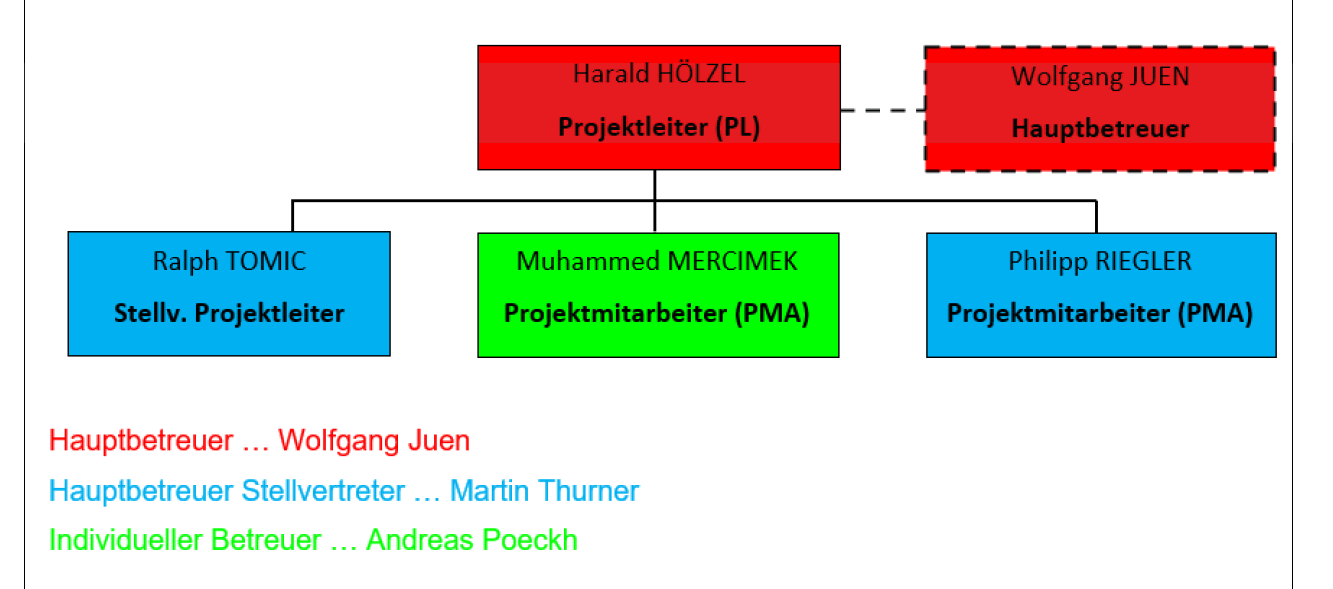 Harald HÖLZEL
Projektleiter (PL)
Wolfgang JUEN
Hauptbetreuer
Ralph TOMIC
Stellv. Projektleiter
Muhammed MERCIMEK
Projektmitarbeiter (PMA)
Philipp RIEGLER
Projektmitarbeiter (PMA)
Hauptbetreuer … Wolfgang Juen
Hauptbetreuer Stellvertreter … Martin Thurner
Individueller Betreuer … Andreas Poeckh